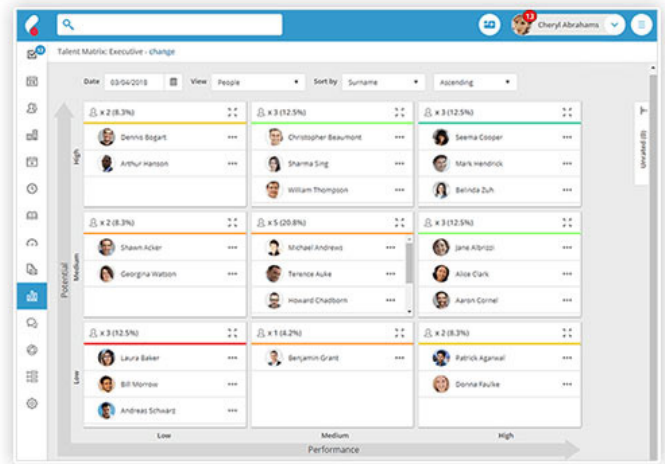 13
Cheryl Abrahams
Talent Matrix: Executive - change
Date 03/04/2018 View People Sort by Surname Ascending
Unrated (0)
x 2 (8.3%) x 3 (12.5%) x 3 (12.5%)
Dennis Bogart Christopher Beaumont Seema Cooper
High
Arthur Hanson Sharma Sing Mark Hendrick
William Thompson Belinda Zuh
x 2 (8.3%) x 5 (20.8%) x 3 (12.5%)
Shawn Acker Michael Andrews Jane Albrizzi
Potential
Medium
Georgina Watson Terence Auke Alice Clark
Howard Chadborn Aaron Cornel
x 3 (12.5%) x 1 (4.2%) x 2 (8.3%)
Laura Baker Benjamin Grant Patrick Agarwal
Low
Bill Morrow Donna Faulke
Andreas Schwarz
Low Medium High
Performance